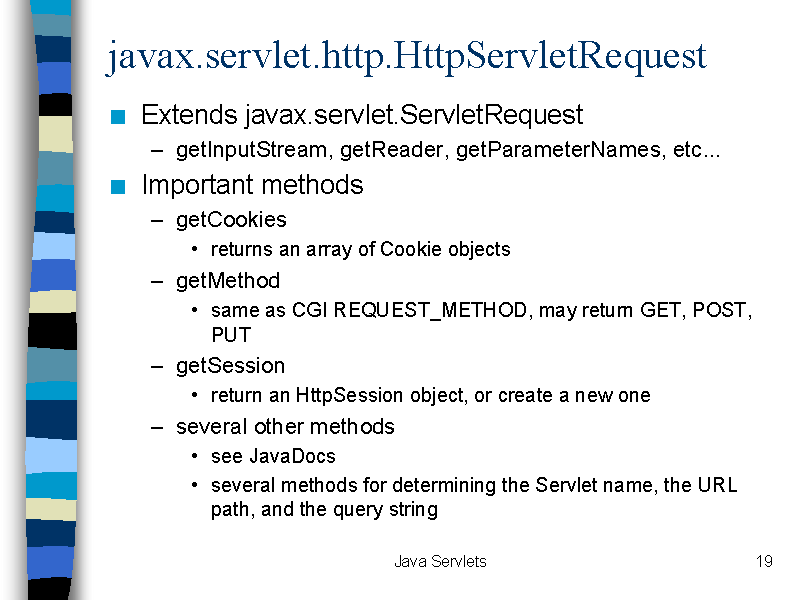 javax.servlet.http.HttpServletRequest
Extends javax.servlet.ServletRequest
– getInputStream, getReader, getParameterNames, etc...
Important methods
– getCookies
• returns an array of Cookie objects
– getMethod
• same as CGI REQUEST_METHOD, may return GET, POST,
PUT
– getSession
• return an HttpSession object, or create a new one
– several other methods
• see JavaDocs
• several methods for determining the Servlet name, the URL
path, and the query string
Java Servlets
19